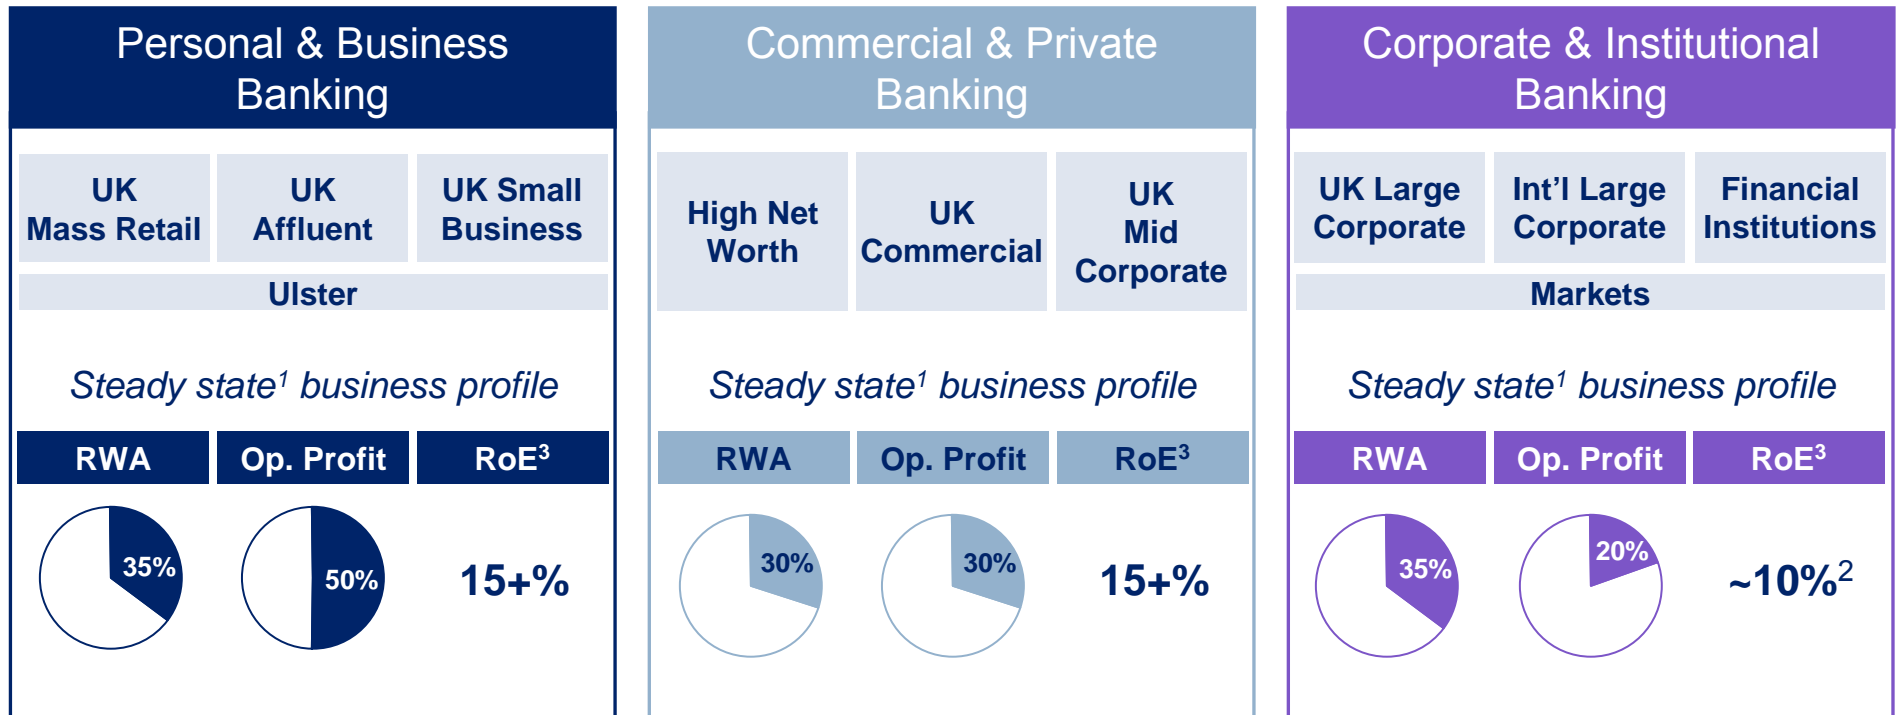 Personal & Business
Banking
UK
Mass Retail
UK
Affluent
UK Small
Business
Ulster
Steady state¹ business profile
RWA
Op. Profit
RoE³
35%
50%
15+%
Commercial & Private
Banking
High Net
Worth
UK
Commercial
UK
Mid
Corporate
Steady state¹ business profile
RWA
Op. Profit
RoE³
30%
30%
15+%
Corporate & Institutional
Banking
UK Large
Corporate
Int’l Large
Corporate
Financial
Institutions
Markets
Steady state¹ business profile
RWA
Op. Profit
RoE³
35%
20%
~10%²